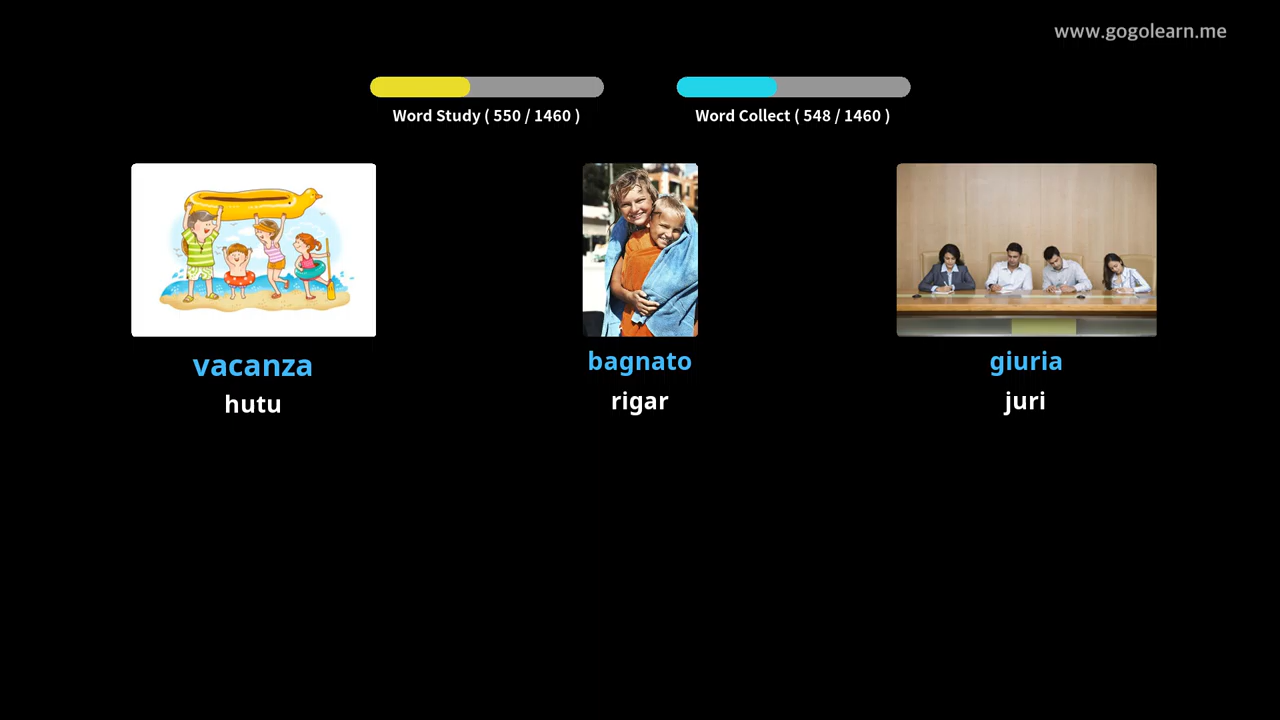 www.gogolearn.me
Word Study ( 550 / 1460 )
Word Collect ( 548 / 1460 )
vacanza
hutu
bagnato
rigar
giuria
juri